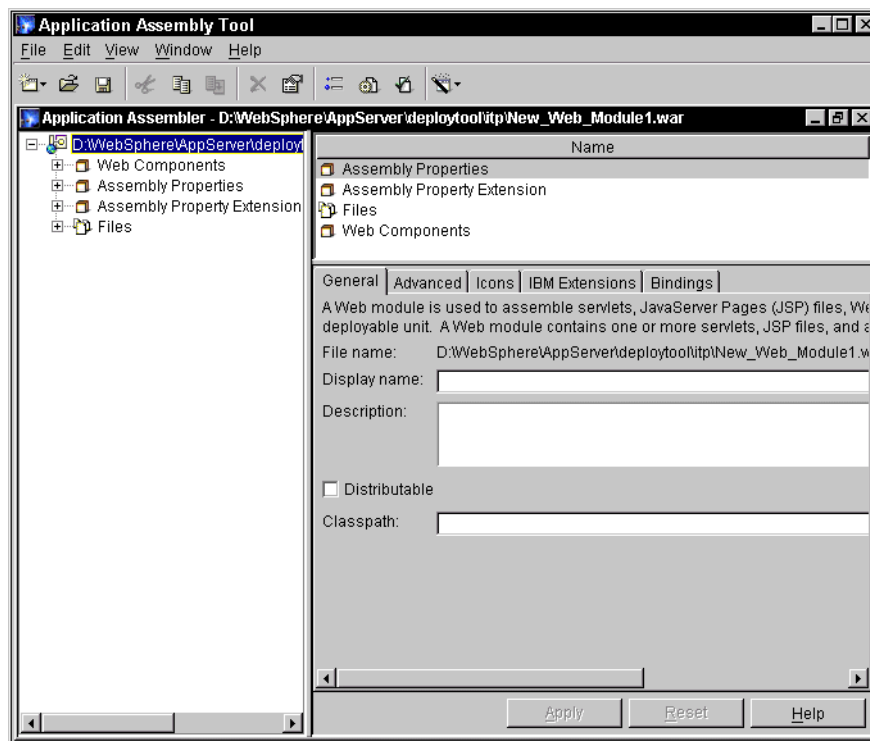 Application Assembly Tool
File Edit View Window Help
Application Assembler - D:\WebSphere\AppServer\deploytool\itp\New_Web_Module1.war
D:\WebSphere\AppServer\deployt
Web Components
Assembly Properties
Assembly Property Extension
Files
Name
Assembly Properties
Assembly Property Extension
Files
Web Components
General Advanced Icons IBM Extensions Bindings
A Web module is used to assemble servlets, JavaServer Pages (JSP) files, We
deployable unit. A Web module contains one or more servlets, JSP files, and a
File name: D:\WebSphere\AppServer\deploytool\itp\New_Web_Module1.w
Display name:
Description:
Distributable
Classpath:
Apply Reset Help